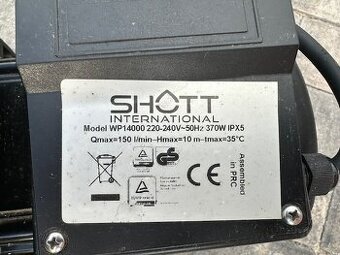 SHOTT
INTERNATIONAL
Model WP14000 220-240V~50Hz 370W IPX5
Qmax=150 l/min-Hmax=10 m-tmax=35°C
Assembled
in PRC